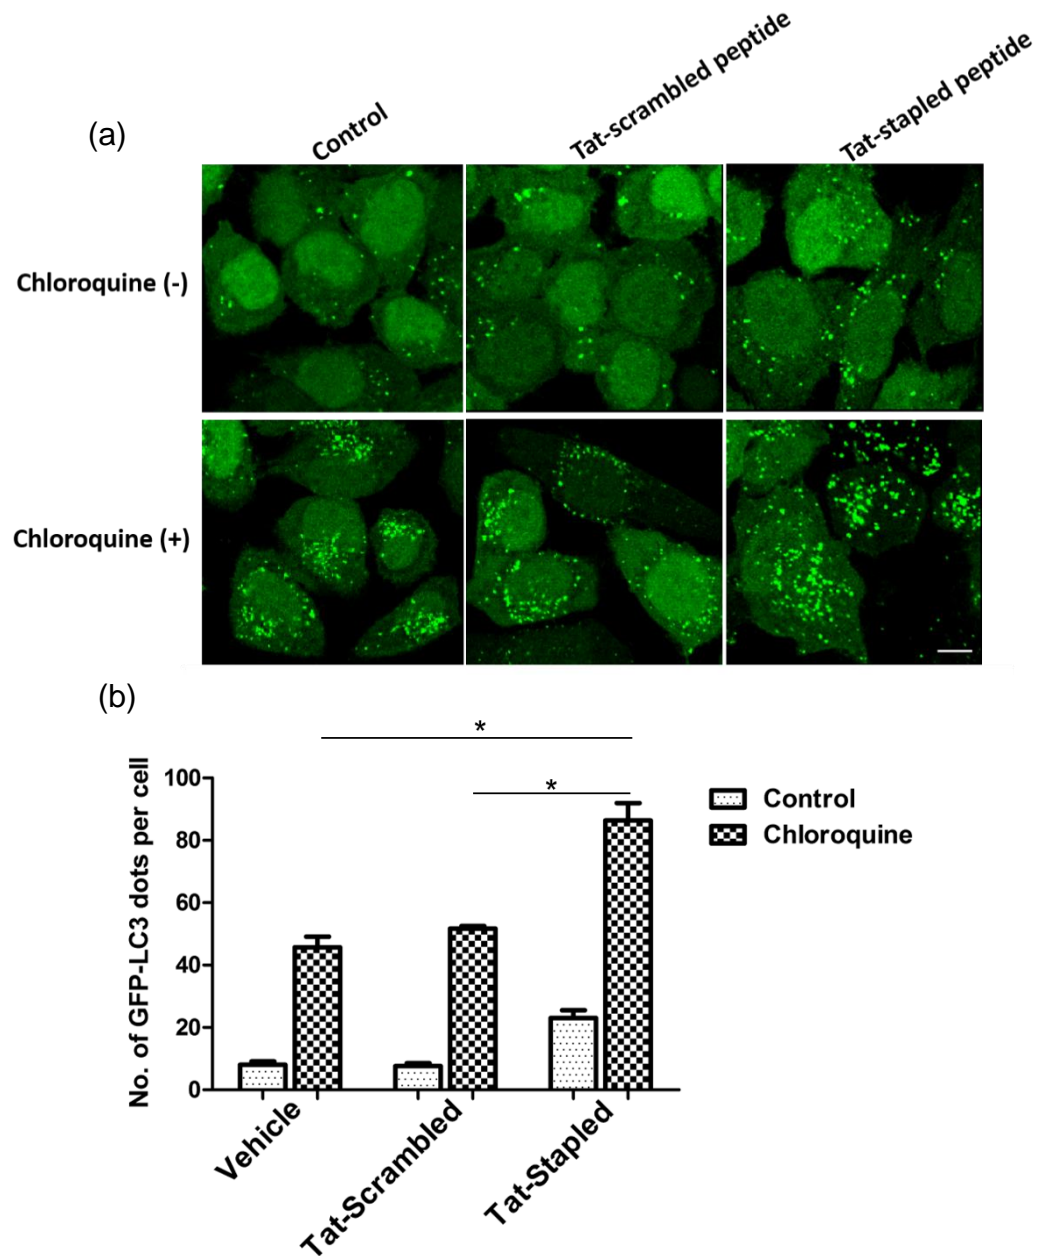 (a)
Control
Tat-scrambled peptide
Tat-stapled peptide
Chloroquine (-)
Chloroquine (+)
(b)
*
*
No. of GFP-LC3 dots per cell
100
80
60
40
20
0
Vehicle
Tat-Scrambled
Tat-Stapled
Control
Chloroquine